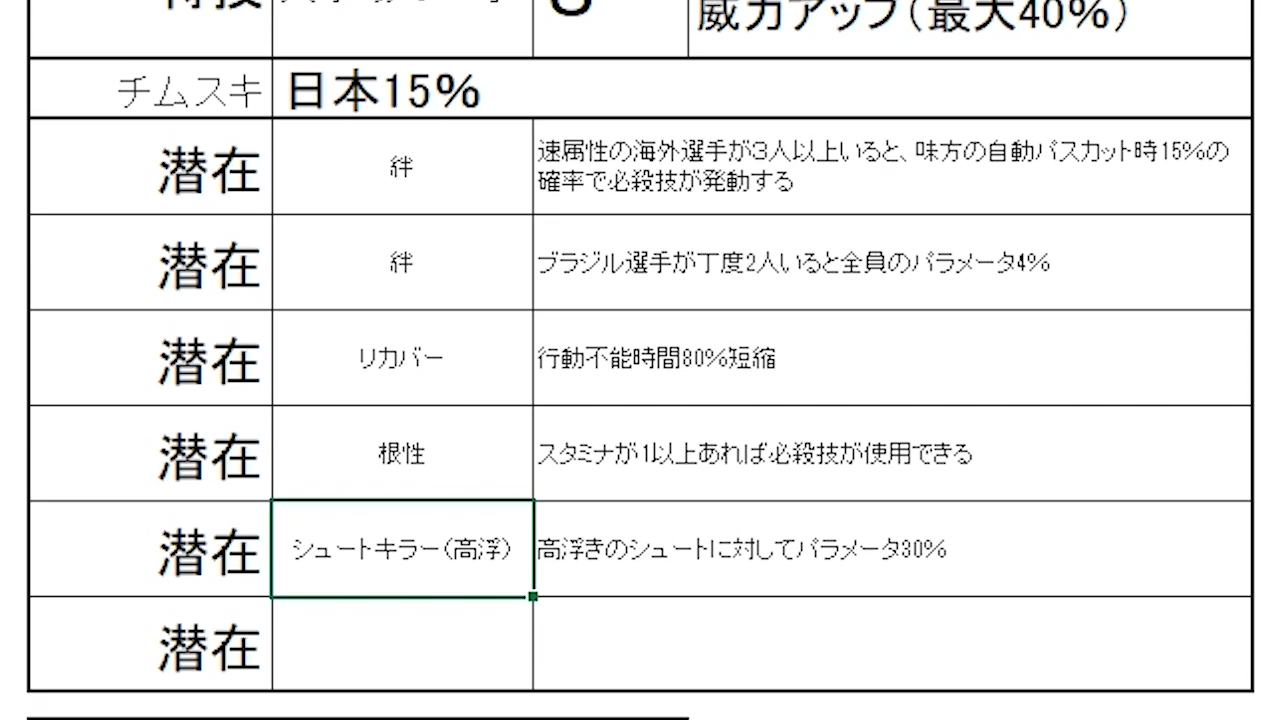 威力アップ(最大40%)
チムスキ 日本15%
潜在 絆 速属性の海外選手が3人以上いると、味方の自動パスカット時15%の
確率で必殺技が発動する
潜在 絆 ブラジル選手が丁度2人いると全員のパラメータ4%
潜在 リカバー 行動不能時間80%短縮
潜在 根性 スタミナが1以上あれば必殺技が使用できる
潜在 シュートキラー(高浮) 高浮きのシュートに対してパラメータ30%
潜在